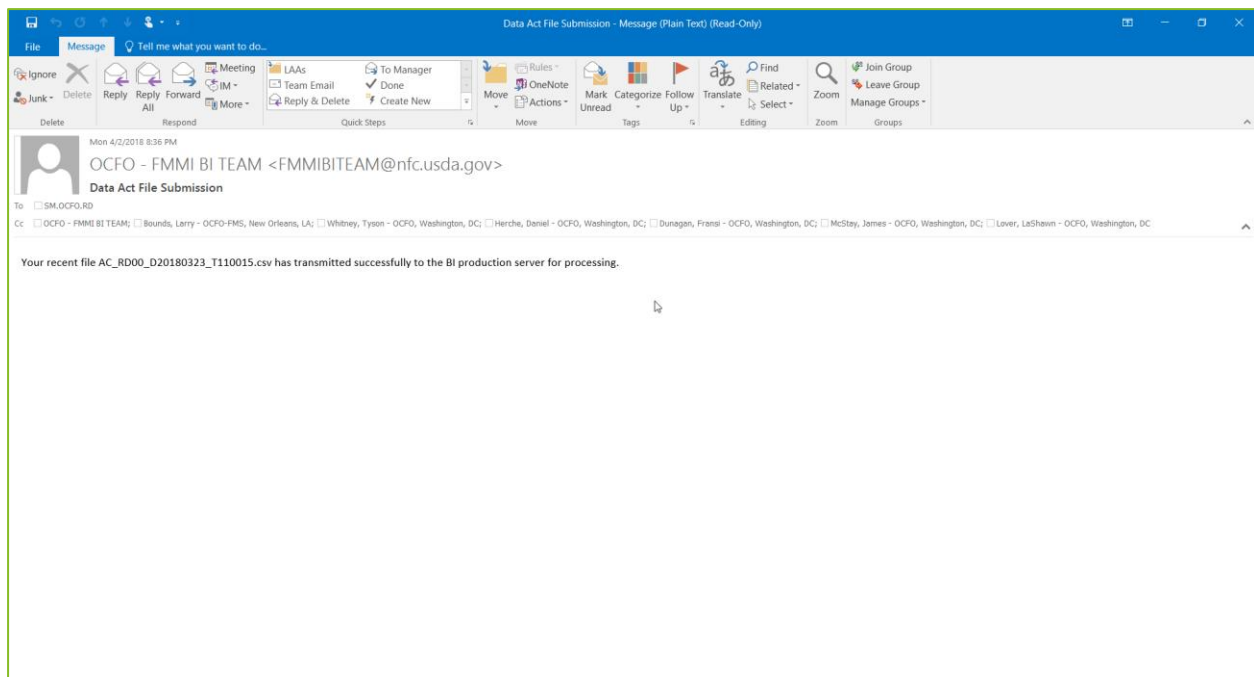 Data Act File Submission - Message (Plain Text) (Read-Only)
File Message Tell me what you want to do...
Ignore
Junk
Delete
Delete
Reply
Reply All
Forward
Meeting
IM
More
Respond
LAAs
Team Email
Reply & Delete
To Manager
Done
Create New
Quick Steps
Move
Rules
OneNote
Actions
Move
Mark Unread
Categorize
Follow Up
Tags
Translate
Find
Related
Select
Editing
Zoom
Zoom
Join Group
Leave Group
Manage Groups
Groups
Mon 4/2/2018 8:36 PM
OCFO - FMMI BI TEAM <FMMIBITEAM@nfc.usda.gov>
Data Act File Submission
To SM.OCFO.RD
Cc OCFO - FMMI BI TEAM; Bounds, Larry - OCFO-FMS, New Orleans, LA; Whitney, Tyson - OCFO, Washington, DC; Herche, Daniel - OCFO, Washington, DC; Dunagan, Fransi - OCFO, Washington, DC; McStay, James - OCFO, Washington, DC; Lover, LaShawn - OCFO, Washington, DC
Your recent file AC_RD00_D20180323_T110015.csv has transmitted successfully to the BI production server for processing.